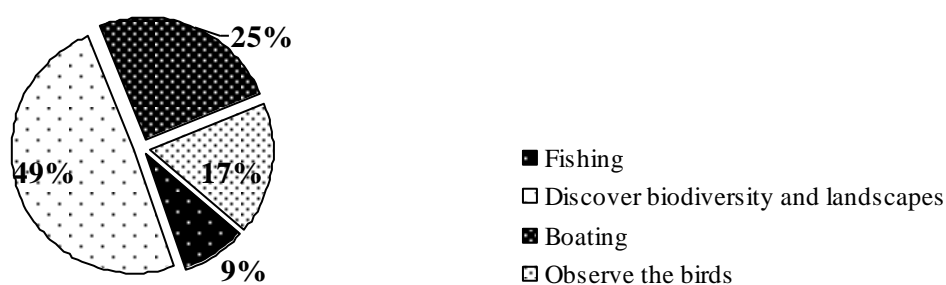 25%
49%
17%
9%
Fishing
Discover biodiversity and landscapes
Boating
Observe the birds